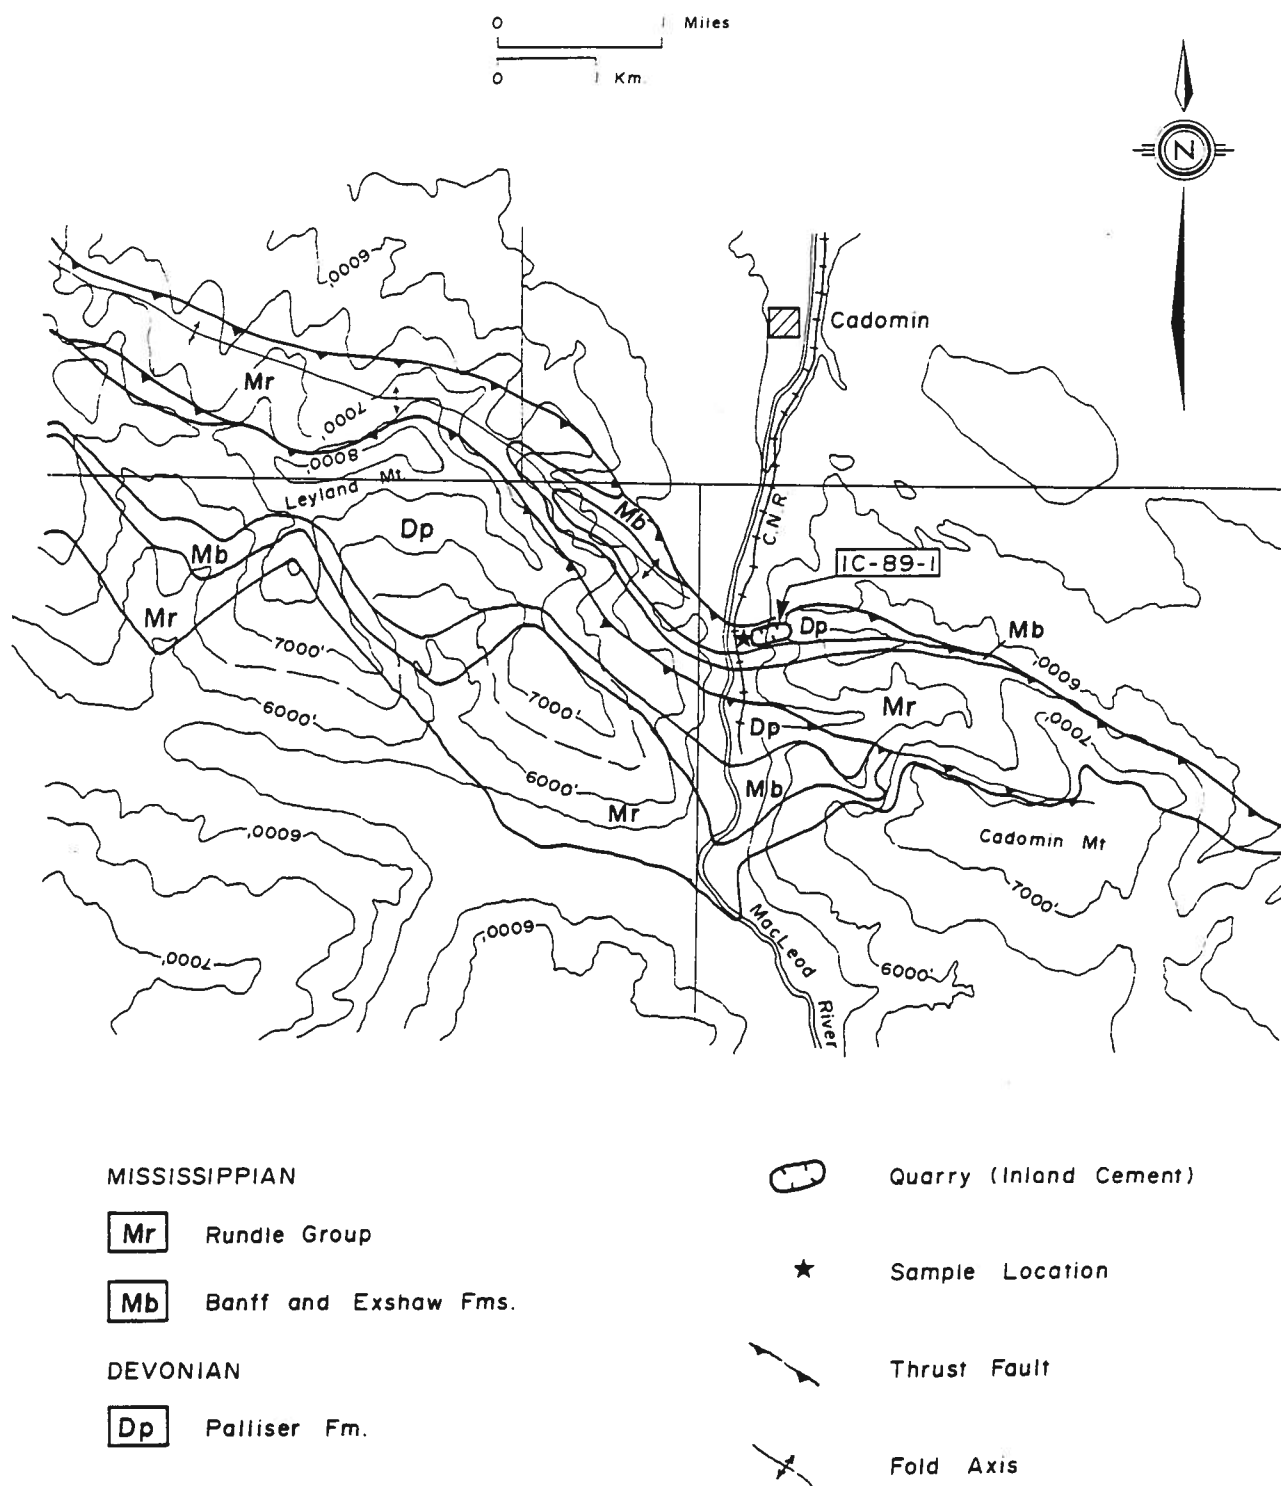 0 Miles
0 Km.
N
6000'
Cadomin
Mr
7000'
8000'
Leyland Mt.
C.N.R.
Mb
Dp
Mb
IC-89-1
Mr
Dp
Mb
7000'
6000'
6000'
7000'
Mr
7000'
Dp
6000'
Mb
Mr
6000'
Cadomin Mt
7000'
MacLeod River
6000'
7000'
6000'
MISSISSIPPIAN
Mr Rundle Group
Mb Banff and Exshaw Fms.
DEVONIAN
Dp Palliser Fm.
Quarry (Inland Cement)
Sample Location
Thrust Fault
Fold Axis